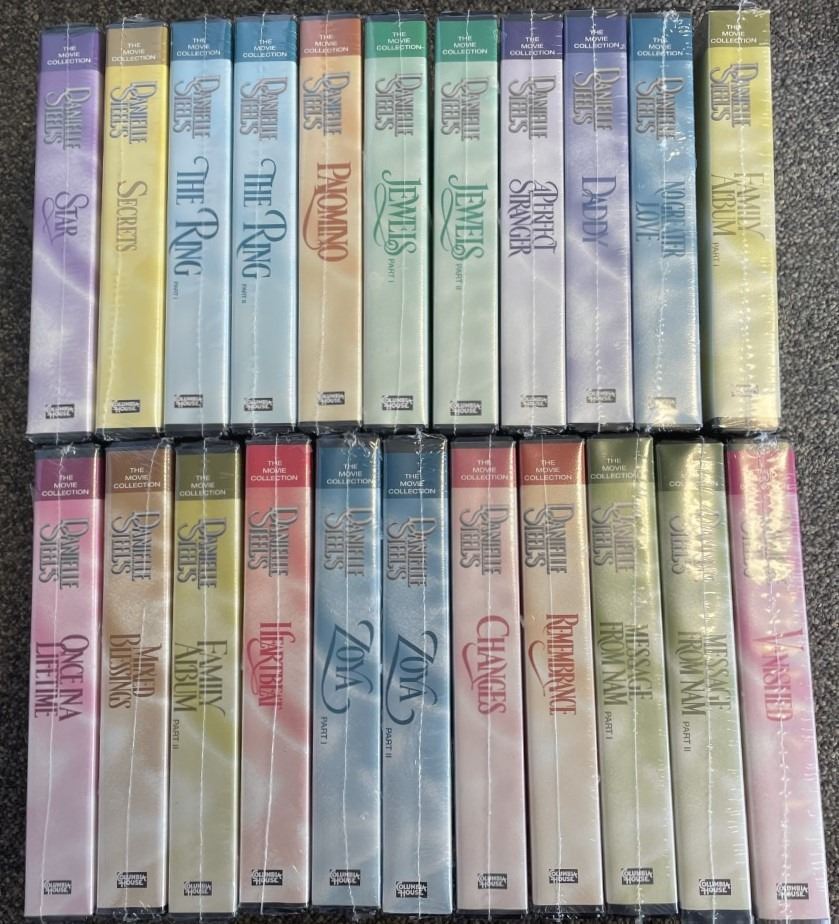 THE
MOVIE
COLLECTION
DANIELLE
STEEL'S
STAR
COLUMBIA
HOUSE
THE
MOVIE
COLLECTION
DANIELLE
STEEL'S
SECRETS
COLUMBIA
HOUSE
THE
MOVIE
COLLECTION
DANIELLE
STEEL'S
THE RING
PART I
COLUMBIA
HOUSE
THE
MOVIE
COLLECTION
DANIELLE
STEEL'S
THE RING
PART II
COLUMBIA
HOUSE
THE
MOVIE
COLLECTION
DANIELLE
STEEL'S
PALOMINO
COLUMBIA
HOUSE
THE
MOVIE
COLLECTION
DANIELLE
STEEL'S
JEWELS
PART I
COLUMBIA
HOUSE
THE
MOVIE
COLLECTION
DANIELLE
STEEL'S
JEWELS
PART II
COLUMBIA
HOUSE
THE
MOVIE
COLLECTION
DANIELLE
STEEL'S
A PERFECT
STRANGER
COLUMBIA
HOUSE
THE
MOVIE
COLLECTION
DANIELLE
STEEL'S
DADDY
COLUMBIA
HOUSE
THE
MOVIE
COLLECTION
DANIELLE
STEEL'S
NO GREATER
LOVE
COLUMBIA
HOUSE
THE
MOVIE
COLLECTION
DANIELLE
STEEL'S
FAMILY
ALBUM
PART I
THE
MOVIE
COLLECTION
DANIELLE
STEEL'S
ONCE IN A
LIFETIME
COLUMBIA
HOUSE
THE
MOVIE
COLLECTION
DANIELLE
STEEL'S
MIXED
BLESSINGS
COLUMBIA
HOUSE
THE
MOVIE
COLLECTION
DANIELLE
STEEL'S
FAMILY
ALBUM
PART II
COLUMBIA
HOUSE
THE
MOVIE
COLLECTION
DANIELLE
STEEL'S
HEARTBEAT
COLUMBIA
HOUSE
THE
MOVIE
COLLECTION
DANIELLE
STEEL'S
ZOYA
PART I
COLUMBIA
HOUSE
THE
MOVIE
COLLECTION
DANIELLE
STEEL'S
ZOYA
PART II
COLUMBIA
HOUSE
THE
MOVIE
COLLECTION
DANIELLE
STEEL'S
CHANGES
COLUMBIA
HOUSE
THE
MOVIE
COLLECTION
DANIELLE
STEEL'S
REMEMBRANCE
COLUMBIA
HOUSE
THE
MOVIE
COLLECTION
DANIELLE
STEEL'S
MESSAGE
FROM NAM
PART I
COLUMBIA
HOUSE
THE
MOVIE
COLLECTION
DANIELLE
STEEL'S
MESSAGE
FROM NAM
PART II
COLUMBIA
HOUSE
VANISHED
COLUMBIA
HOUSE